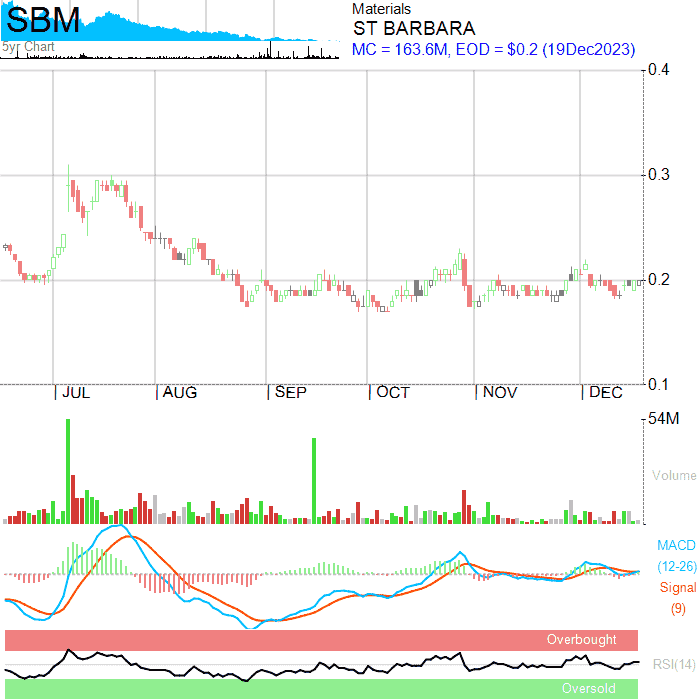 SBM
5yr Chart
Materials
ST BARBARA
MC = 163.6M, EOD = $0.2 (19Dec2023)
0.4
0.3
0.2
0.1
JUL
AUG
SEP
OCT
NOV
DEC
54M
Volume
MACD
(12-26)
Signal
(9)
Overbought
RSI(14)
Oversold